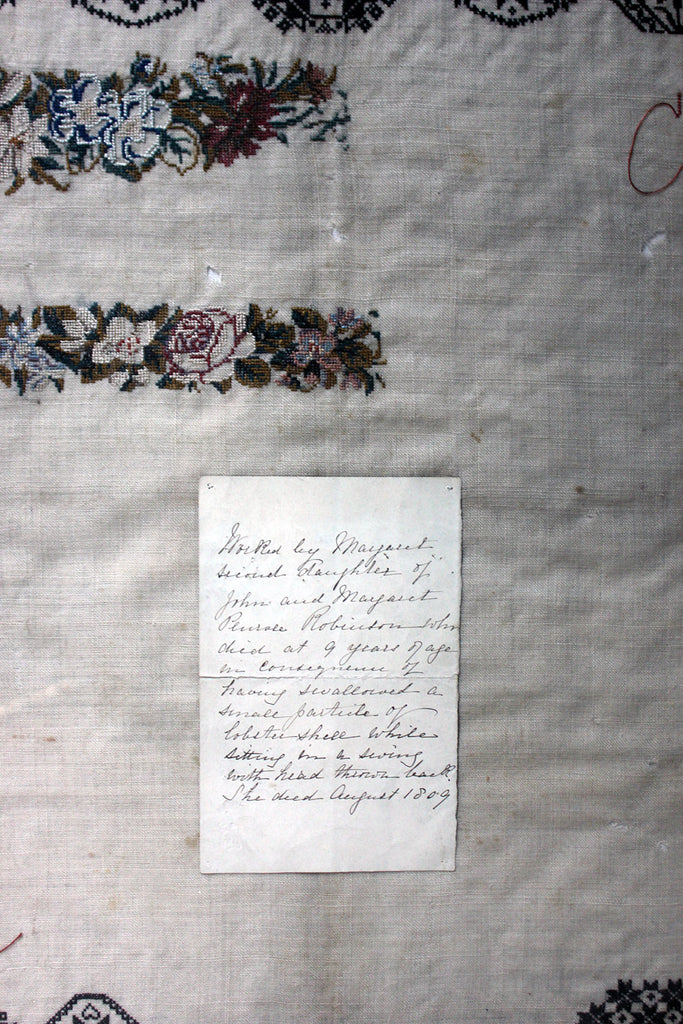 Worked by Margaret
second daughter of
John and Margaret
Penrose Robinson who
died at 9 years of age
in consequence of
having swallowed a
small particle of
lobster shell while
sitting in a swing
with head thrown back.
She died August 1809